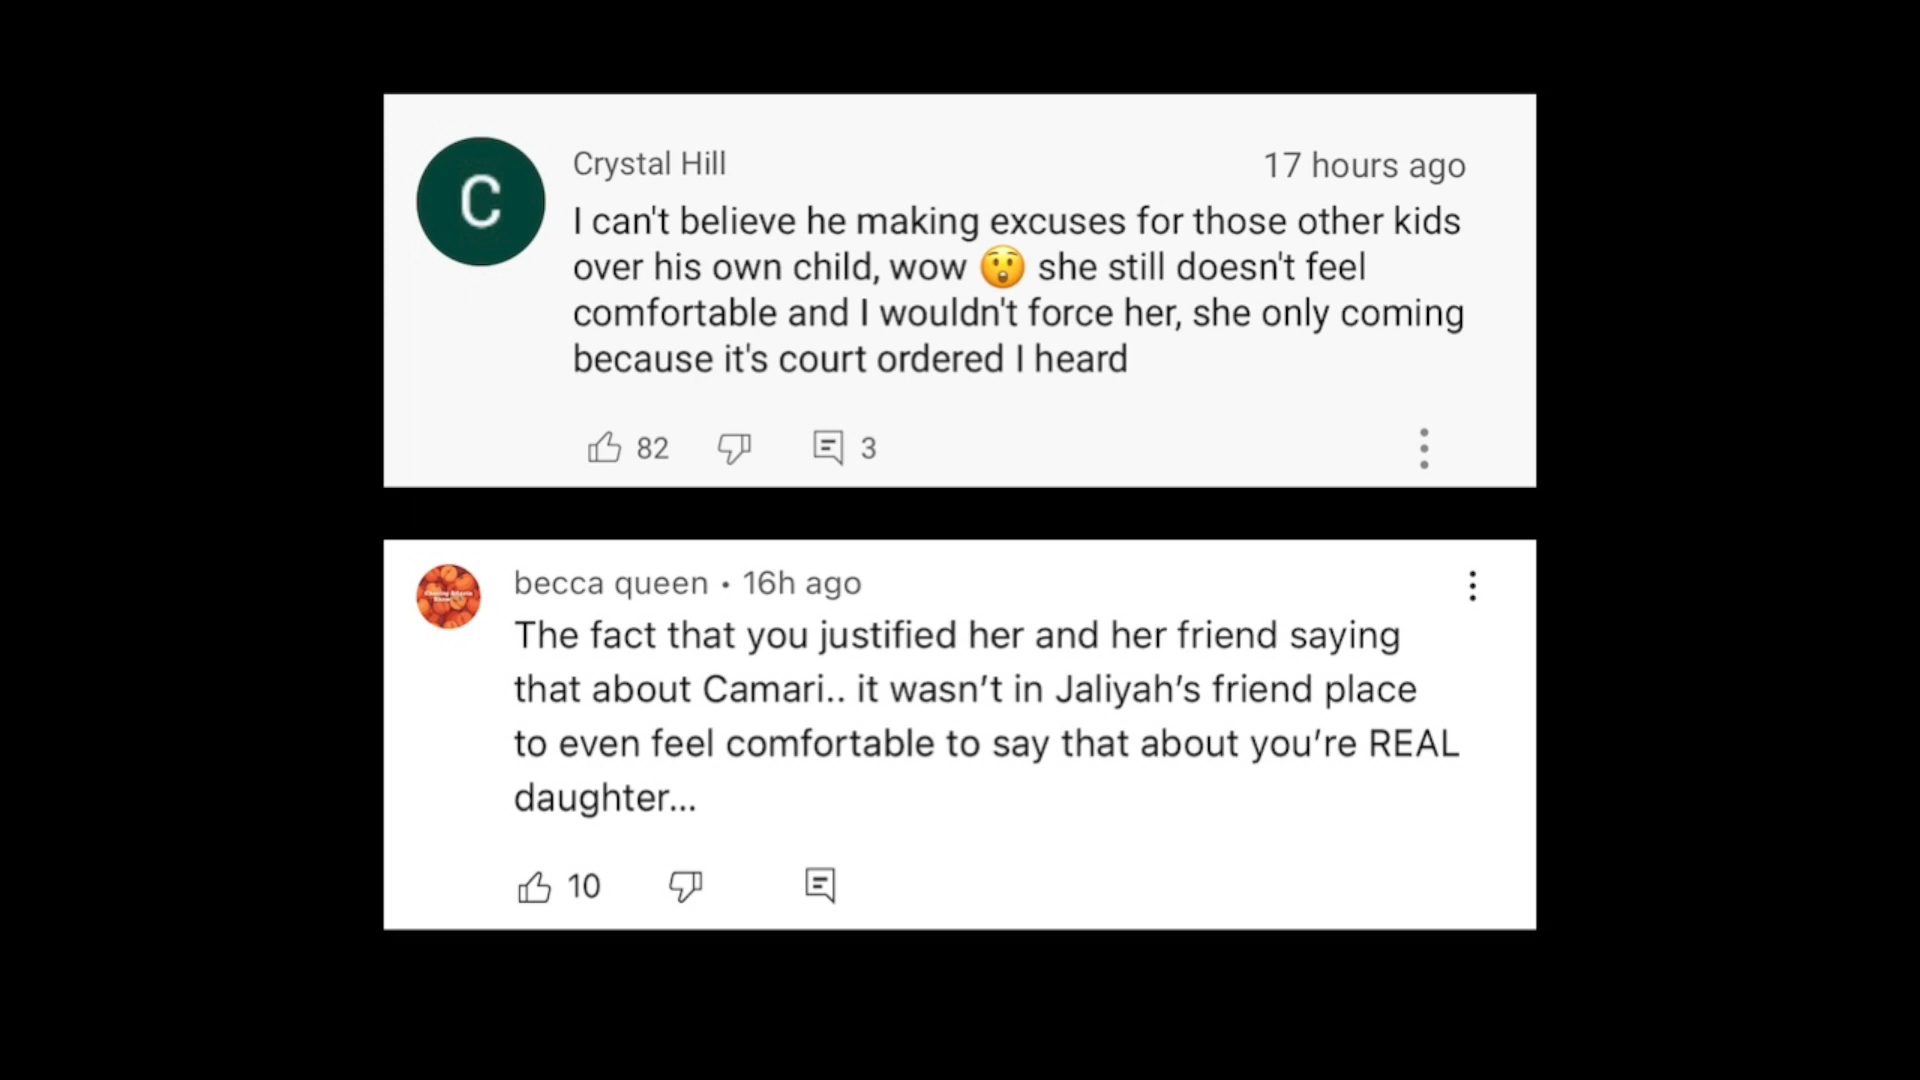 C
Crystal Hill
17 hours ago
I can't believe he making excuses for those other kids
over his own child, wow 😲 she still doesn't feel
comfortable and I wouldn't force her, she only coming
because it's court ordered I heard
82
3
becca queen • 16h ago
The fact that you justified her and her friend saying
that about Camari.. it wasn’t in Jaliyah’s friend place
to even feel comfortable to say that about you’re REAL
daughter...
10